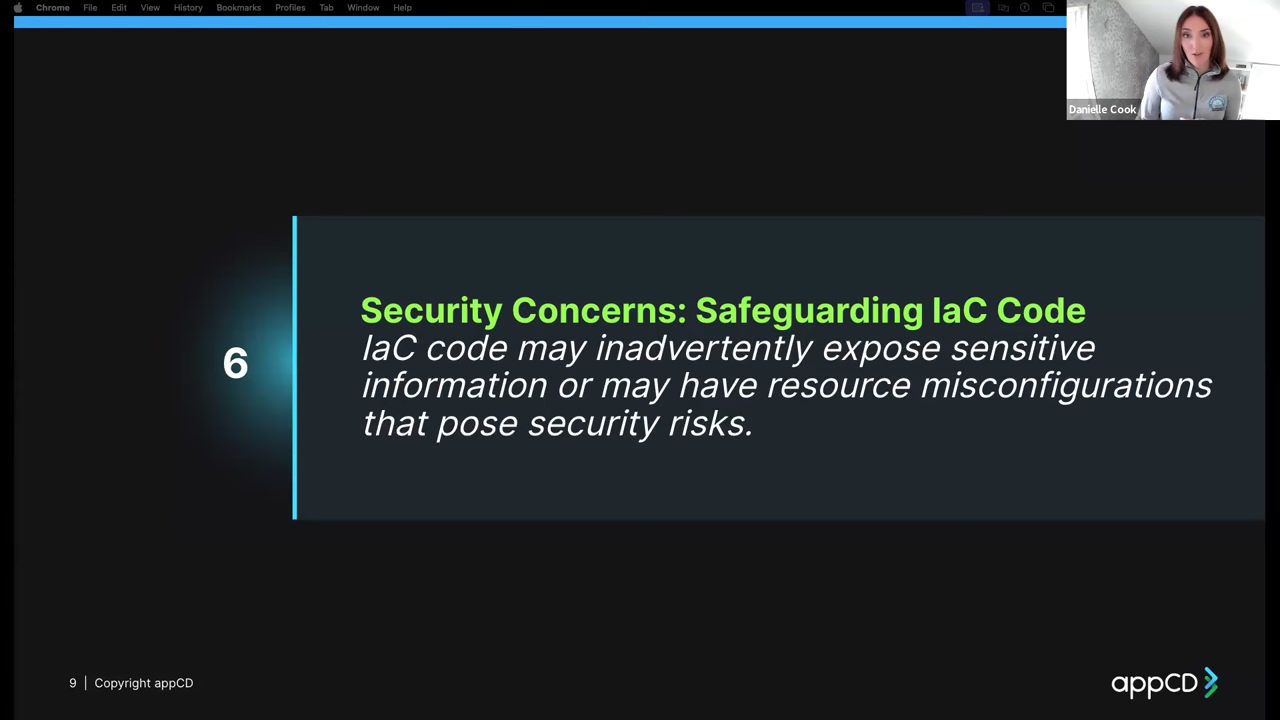 Chrome File Edit View History Bookmarks Profiles Tab Window Help
Danielle Cook
6
Security Concerns: Safeguarding IaC Code
IaC code may inadvertently expose sensitive
information or may have resource misconfigurations
that pose security risks.
9 | Copyright appCD
appCD